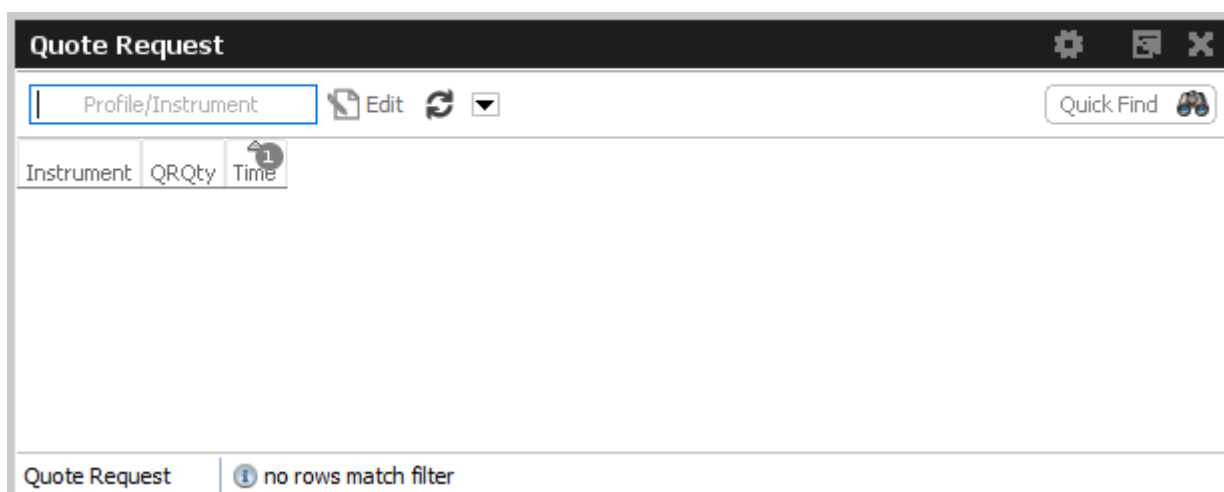 Quote Request
Profile/Instrument Edit Quick Find
Instrument QRQty Time 1
Quote Request no rows match filter